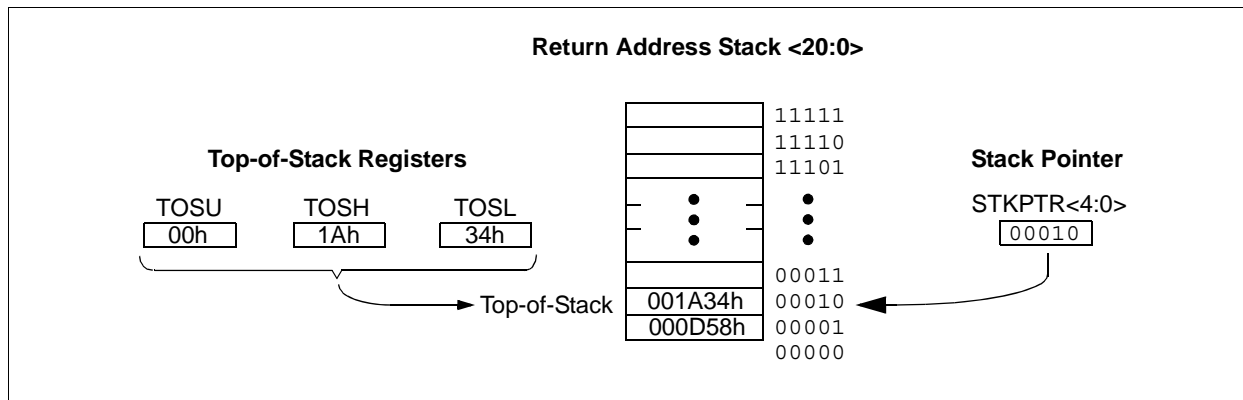 Return Address Stack <20:0>
11111
11110
11101
Top-of-Stack Registers
Stack Pointer
TOSU TOSH TOSL
STKPTR<4:0>
00h 1Ah 34h
00010
00011
Top-of-Stack 001A34h 00010
000D58h 00001
00000